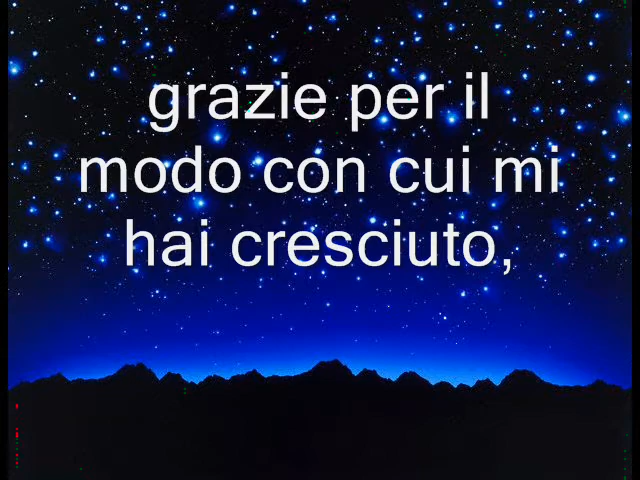 grazie per il
modo con cui mi
hai cresciuto,